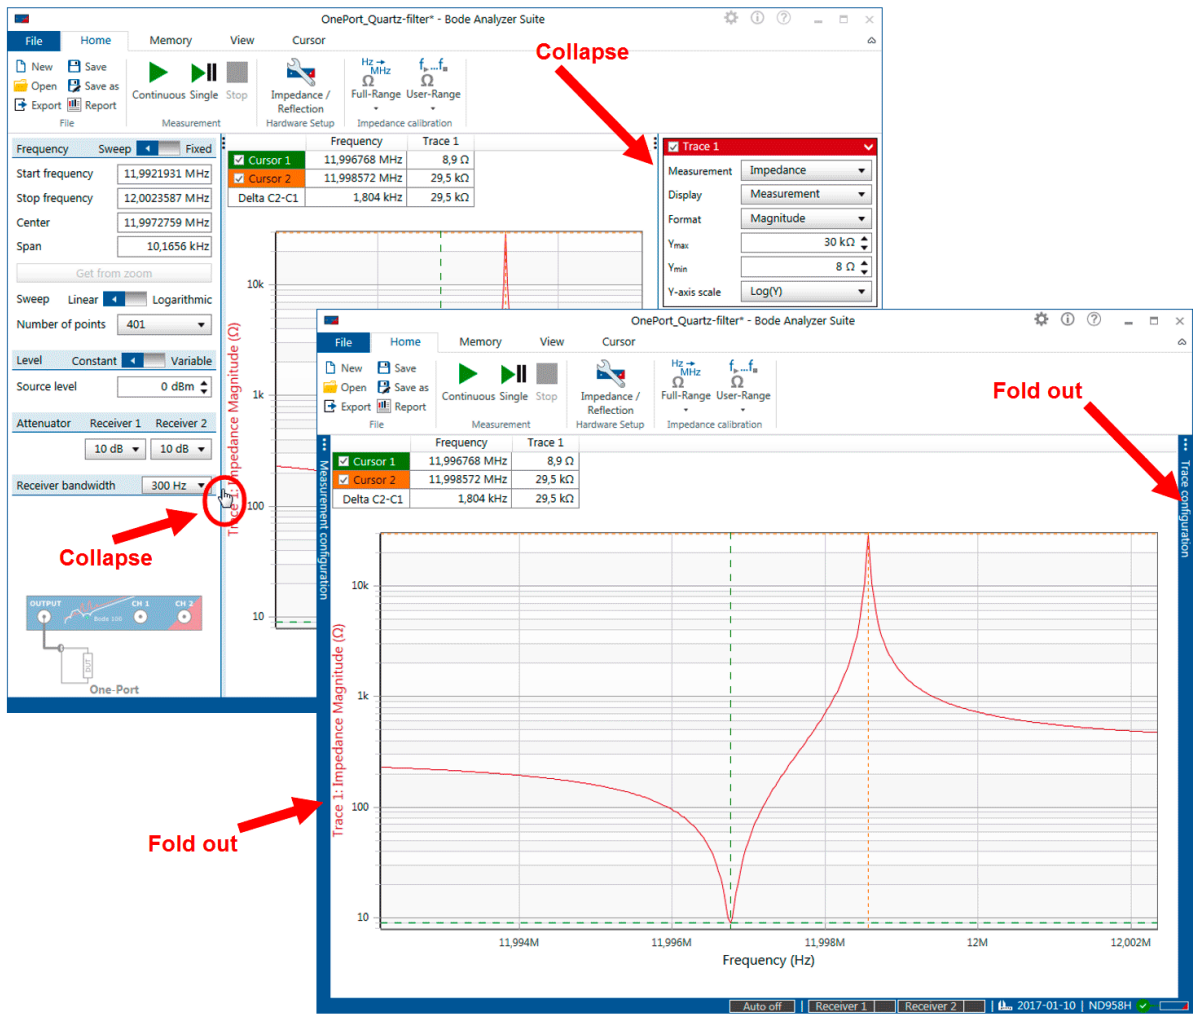 OnePort_Quartz-filter* - Bode Analyzer Suite
File Home Memory View Cursor
Collapse
New Save
Open Save as
Export Report
File
Continuous Single Stop
Measurement
Impedance /
Reflection
Hardware Setup
Hz
MHz
Ω
Full-Range
f...f
Ω
User-Range
Impedance calibration
Frequency Sweep Fixed
Start frequency 11,9921931 MHz
Stop frequency 12,0023587 MHz
Center 11,9972759 MHz
Span 10,1656 kHz
Get from zoom
Sweep Linear Logarithmic
Number of points 401
Level Constant Variable
Source level 0 dBm
Attenuator Receiver 1 Receiver 2
10 dB 10 dB
Receiver bandwidth 300 Hz
Collapse
OUTPUT CH 1 CH 2
Bode 100
DUT
One-Port
Frequency Trace 1
Cursor 1 11,996768 MHz 8,9 Ω
Cursor 2 11,998572 MHz 29,5 kΩ
Delta C2-C1 1,804 kHz 29,5 kΩ
10k
1k
100
10
Trace 1: Impedance Magnitude (Ω)
Trace 1
Measurement Impedance
Display Measurement
Format Magnitude
Ymax 30 kΩ
Ymin 8 Ω
Y-axis scale Log(Y)
OnePort_Quartz-filter* - Bode Analyzer Suite
File Home Memory View Cursor
New Save
Open Save as
Export Report
File
Continuous Single Stop
Measurement
Impedance /
Reflection
Hardware Setup
Hz
MHz
Ω
Full-Range
f...f
Ω
User-Range
Impedance calibration
Fold out
Measurement configuration
Frequency Trace 1
Cursor 1 11,996768 MHz 8,9 Ω
Cursor 2 11,998572 MHz 29,5 kΩ
Delta C2-C1 1,804 kHz 29,5 kΩ
Trace configuration
10k
1k
100
10
Trace 1: Impedance Magnitude (Ω)
Fold out
11,994M 11,996M 11,998M 12M 12,002M
Frequency (Hz)
Auto off | Receiver 1 Receiver 2 | 2017-01-10 | ND958H